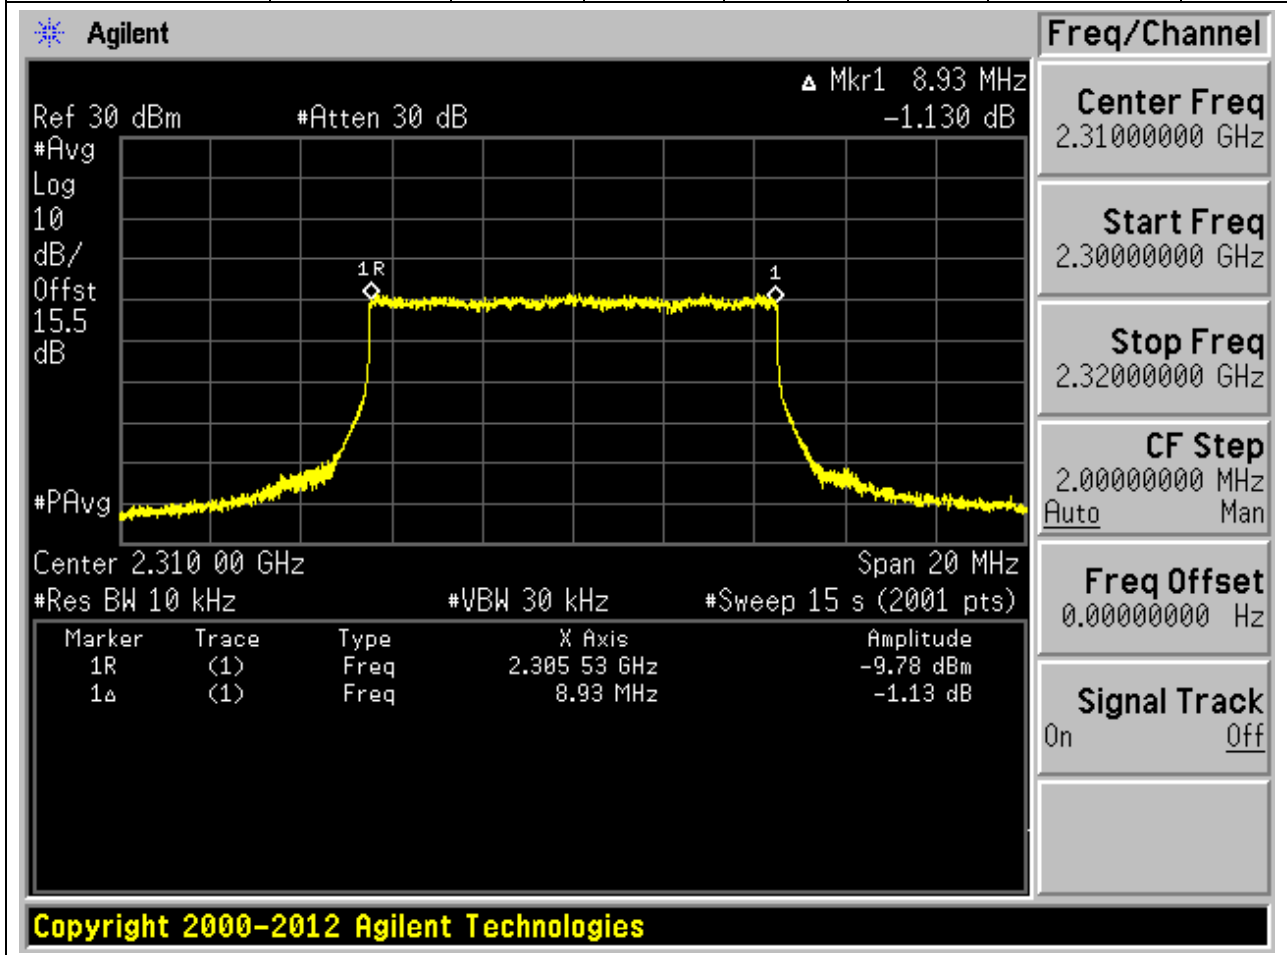 Agilent
Freq/Channel
▵ Mkr1 8.93 MHz
Ref 30 dBm #Atten 30 dB -1.130 dB
#Avg
Log
10
dB/
Offst
15.5
dB
1R
1
#PAvg
Center 2.310 00 GHz Span 20 MHz
#Res BW 10 kHz #VBW 30 kHz #Sweep 15 s (2001 pts)
Marker Trace Type X Axis Amplitude
1R (1) Freq 2.305 53 GHz -9.78 dBm
1▵ (1) Freq 8.93 MHz -1.13 dB
Center Freq
2.31000000 GHz
Start Freq
2.30000000 GHz
Stop Freq
2.32000000 GHz
CF Step
2.00000000 MHz
Auto Man
Freq Offset
0.00000000 Hz
Signal Track
On Off
Copyright 2000-2012 Agilent Technologies